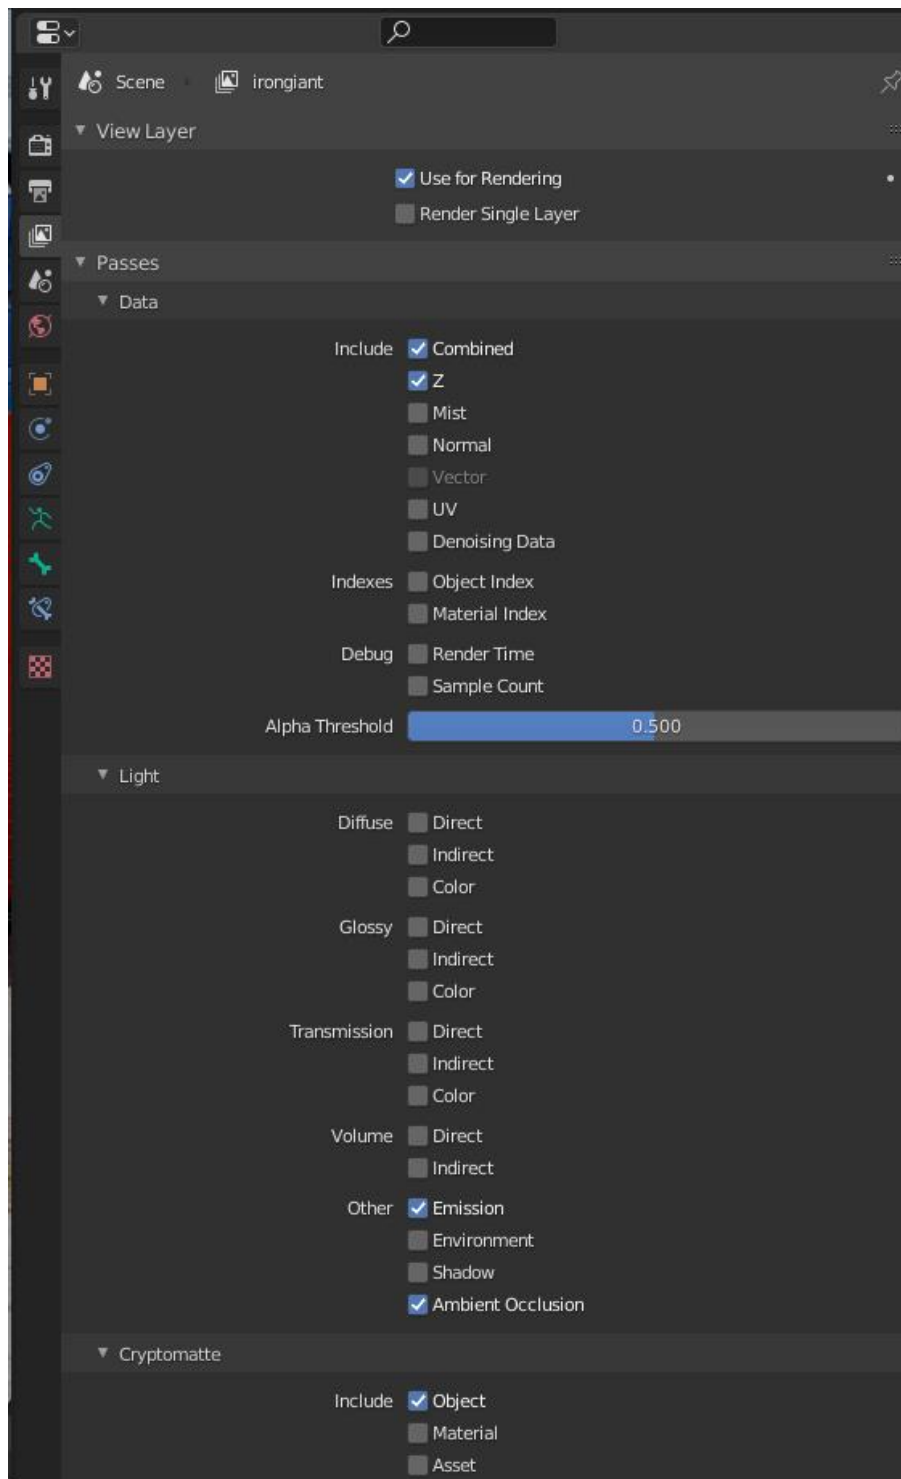 Scene irongiant
View Layer
Use for Rendering
Render Single Layer
Passes
Data
Include Combined
Z
Mist
Normal
Vector
UV
Denoising Data
Indexes Object Index
Material Index
Debug Render Time
Sample Count
Alpha Threshold 0.500
Light
Diffuse Direct
Indirect
Color
Glossy Direct
Indirect
Color
Transmission Direct
Indirect
Color
Volume Direct
Indirect
Other Emission
Environment
Shadow
Ambient Occlusion
Cryptomatte
Include Object
Material
Asset